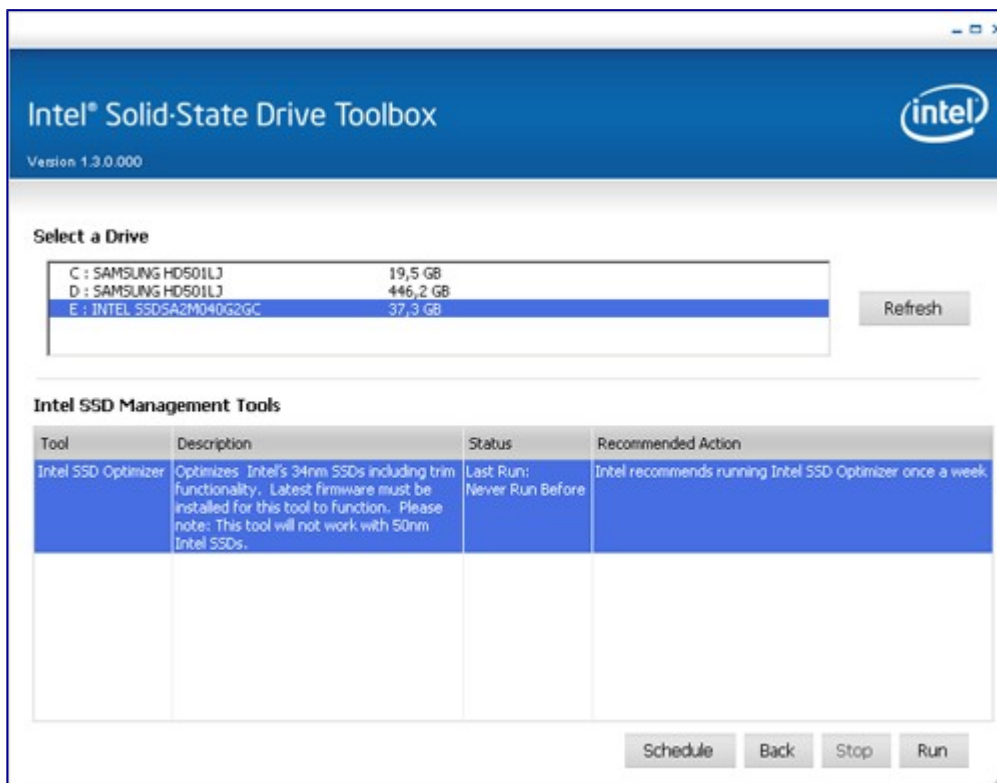 Intel® Solid-State Drive Toolbox
intel
Version 1.3.0.000
Select a Drive
C : SAMSUNG HD501LJ 19,5 GB
D : SAMSUNG HD501LJ 446,2 GB
E : INTEL SSDSA2M040G2GC 37,3 GB
Refresh
Intel SSD Management Tools
Tool Description Status Recommended Action
Intel SSD Optimizer Optimizes Intel's 34nm SSDs including trim Last Run: Intel recommends running Intel SSD Optimizer once a week
functionality. Latest firmware must be Never Run Before
installed for this tool to function. Please
note: This tool will not work with 50nm
Intel SSDs.
Schedule Back Stop Run